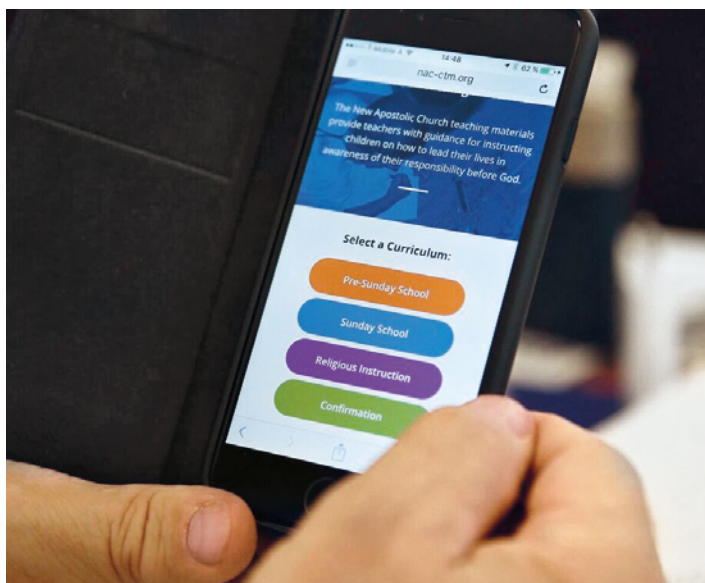 T-Mobile A 14:48 62 %
nac-ctm.org
The New Apostolic Church teaching materials
provide teachers with guidance for instructing
children on how to lead their lives in
awareness of their responsibility before God.
Select a Curriculum:
Pre-Sunday School
Sunday School
Religious Instruction
Confirmation